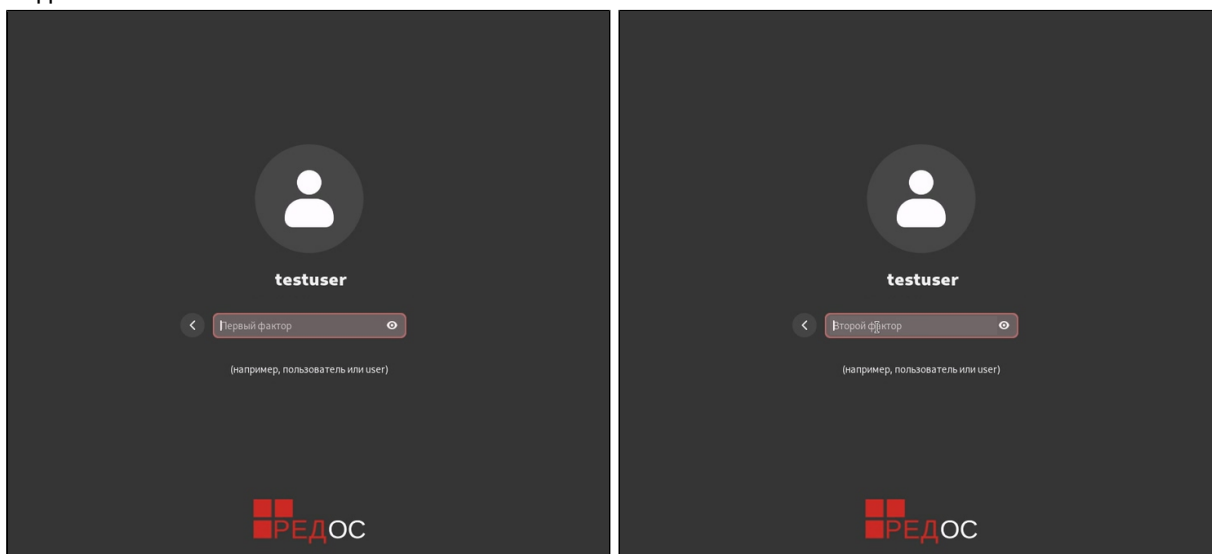 testuser
Первый фактор
(например, пользователь или user)
РЕДОС
testuser
Второй фактор
(например, пользователь или user)
РЕДОС